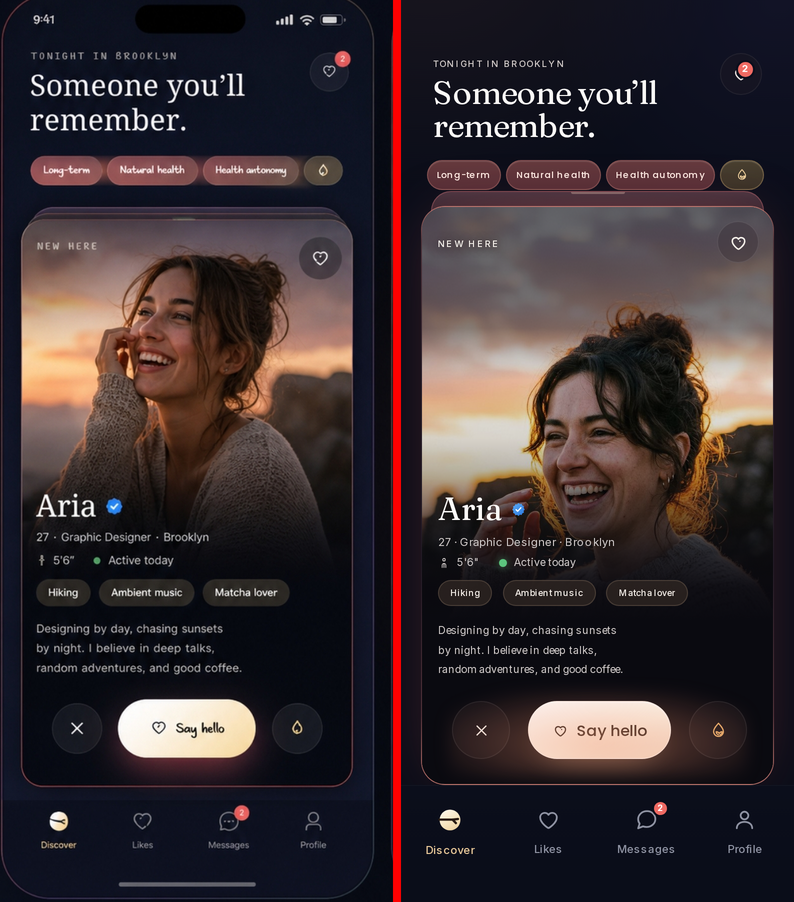 9:41
TONIGHT IN BROOKLYN
2
Someone you'll
remember.
Long-term
Natural health
Health antonomy
NEW HERE
Aria
27 · Graphic Designer · Brooklyn
5'6"
Active today
Hiking
Ambient music
Matcha lover
Designing by day, chasing sunsets
by night. I believe in deep talks,
random adventures, and good coffee.
Say hello
2
Discover
Likes
Messages
Profile
TONIGHT IN BROOKLYN
2
Someone you'll
remember.
Long-term
Natural health
Health autonomy
NEW HERE
Aria
27 · Graphic Designer · Brooklyn
5'6"
Active today
Hiking
Ambient music
Matcha lover
Designing by day, chasing sunsets
by night. I believe in deep talks,
random adventures, and good coffee.
Say hello
2
Discover
Likes
Messages
Profile